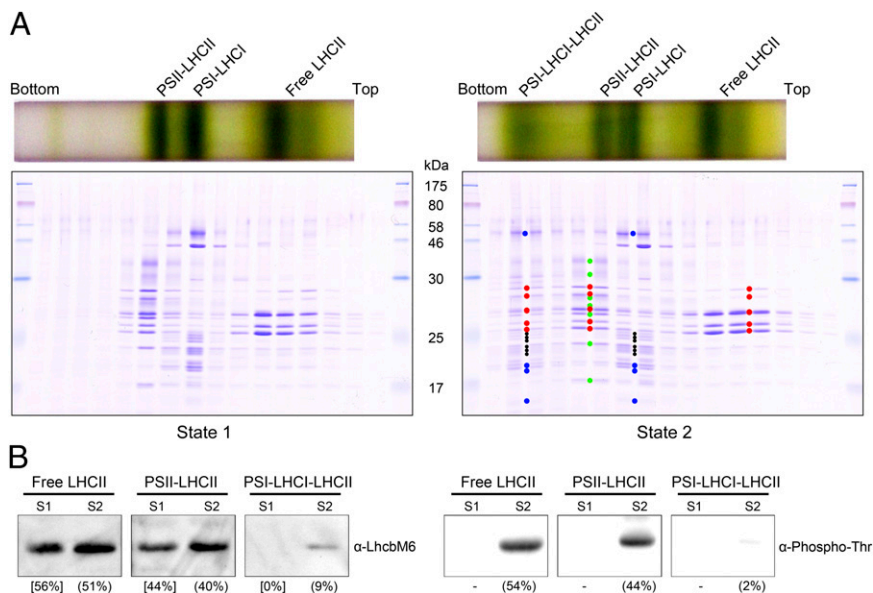 A
PSII-LHCII
PSI-LHCI
Free LHCII
Bottom
Top
PSI-LHCI-LHCII
PSII-LHCII
PSI-LHCI
Free LHCII
Bottom
Top
kDa
175
80
58
46
30
25
17
State 1
State 2
B
Free LHCII PSII-LHCII PSI-LHCI-LHCII
S1 S2 S1 S2 S1 S2
α-LhcbM6
[56%] (51%) [44%] (40%) [0%] (9%)
Free LHCII PSII-LHCII PSI-LHCI-LHCII
S1 S2 S1 S2 S1 S2
α-Phospho-Thr
- (54%) - (44%) - (2%)